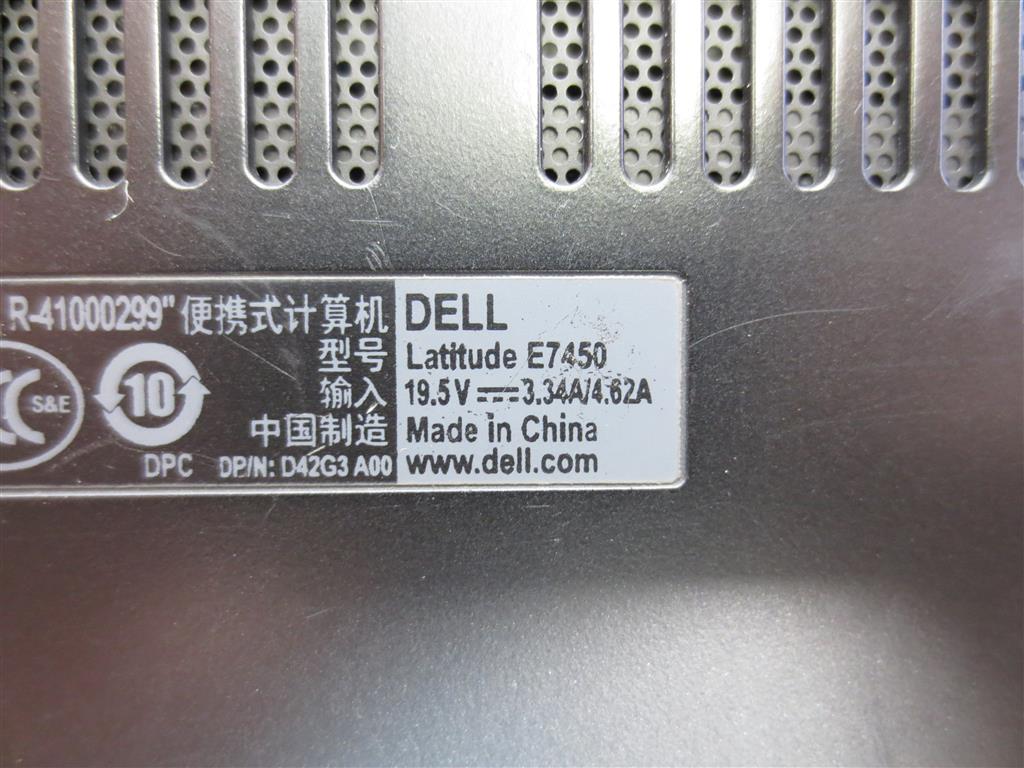 R-41000299" 便携式计算机 DELL
型号 Latitude E7450
输入 19.5V ⎓ 3.34A/4.62A
S&E
10
中国制造 Made in China
DPC DP/N: D42G3 A00 www.dell.com